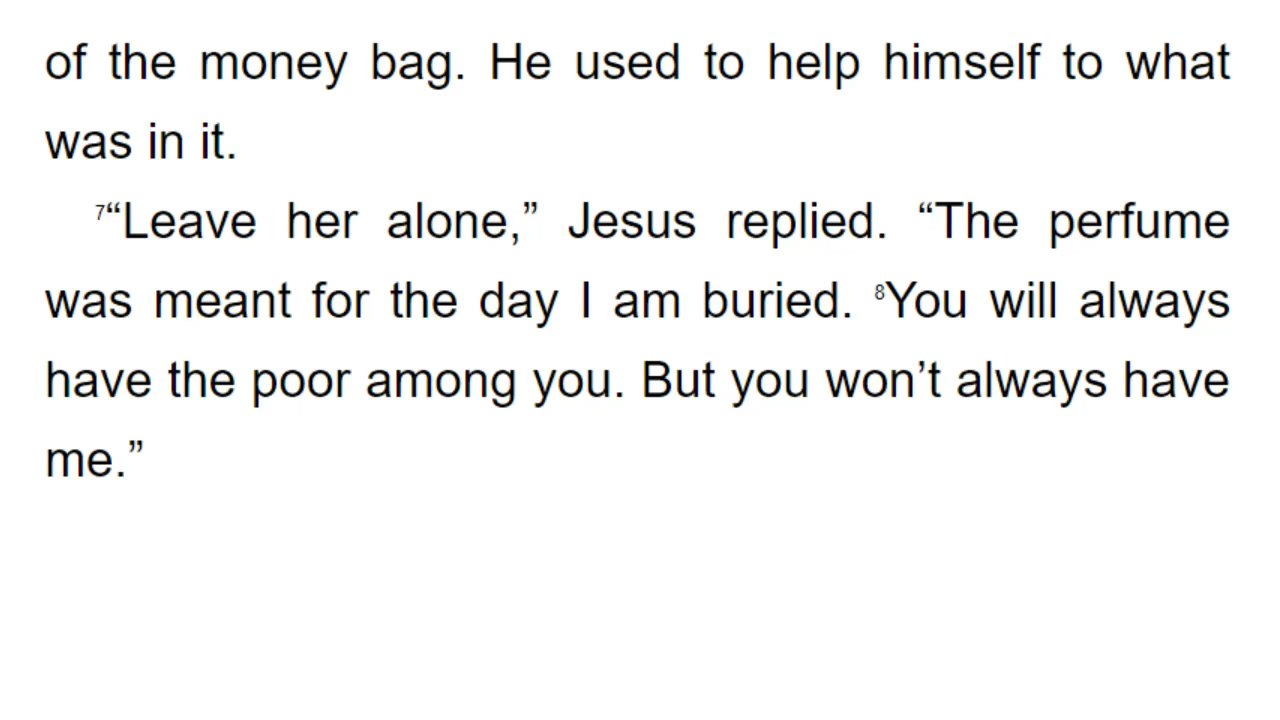 of the money bag. He used to help himself to what
was in it.
⁷“Leave her alone,” Jesus replied. “The perfume
was meant for the day I am buried. ⁸You will always
have the poor among you. But you won’t always have
me.”